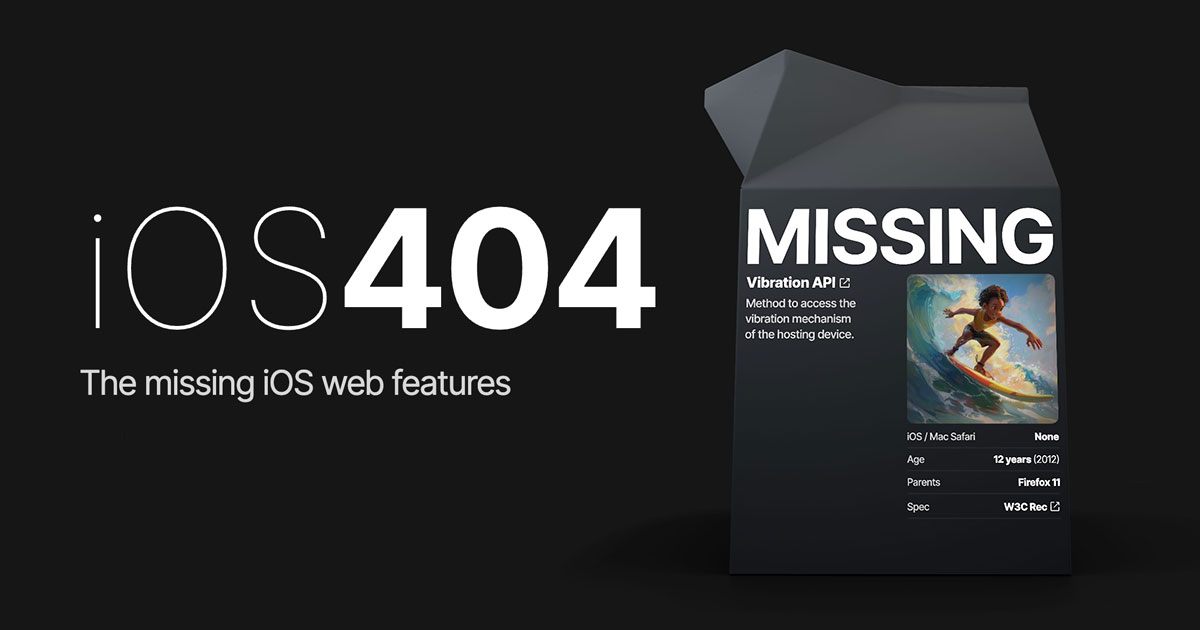 iOS404
The missing iOS web features
MISSING
Vibration API
Method to access the
vibration mechanism
of the hosting device.
iOS / Mac Safari None
Age 12 years (2012)
Parents Firefox 11
Spec W3C Rec